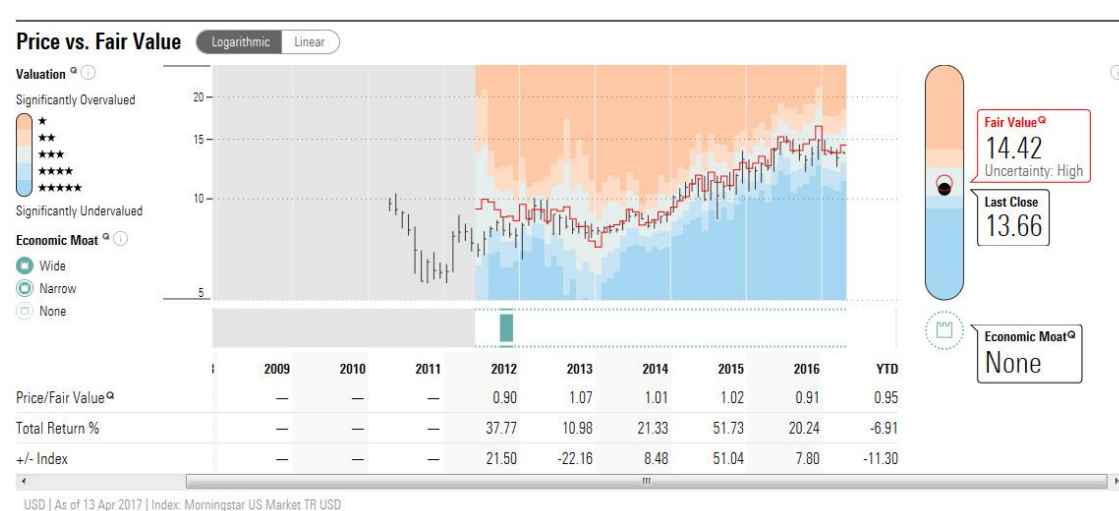 Price vs. Fair Value Logarithmic Linear
Valuation Q
Significantly Overvalued
★
★★
★★★
★★★★
★★★★★
Significantly Undervalued
Economic Moat Q
Wide
Narrow
None
20
15
10
5
Fair Value Q
14.42
Uncertainty: High
Last Close
13.66
Economic Moat Q
None
2009 2010 2011 2012 2013 2014 2015 2016 YTD
Price/Fair Value Q — — — 0.90 1.07 1.01 1.02 0.91 0.95
Total Return % — — — 37.77 10.98 21.33 51.73 20.24 -6.91
+/- Index — — — 21.50 -22.16 8.48 51.04 7.80 -11.30
USD | As of 13 Apr 2017 | Index: Morningstar US Market TR USD